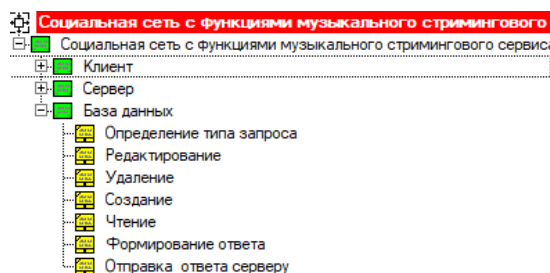 Социальная сеть с функциями музыкального стримингового
Социальная сеть с функциями музыкального стримингового сервиса
Клиент
Сервер
База данных
Определение типа запроса
Редактирование
Удаление
Создание
Чтение
Формирование ответа
Отправка ответа серверу